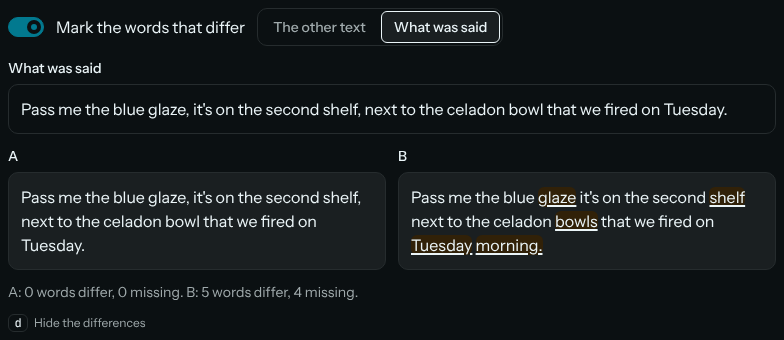 Mark the words that differ
The other text
What was said
What was said
Pass me the blue glaze, it's on the second shelf, next to the celadon bowl that we fired on Tuesday.
A
Pass me the blue glaze, it's on the second shelf,
next to the celadon bowl that we fired on
Tuesday.
B
Pass me the blue glaze it's on the second shelf
next to the celadon bowls that we fired on
Tuesday morning.
A: 0 words differ, 0 missing. B: 5 words differ, 4 missing.
d Hide the differences